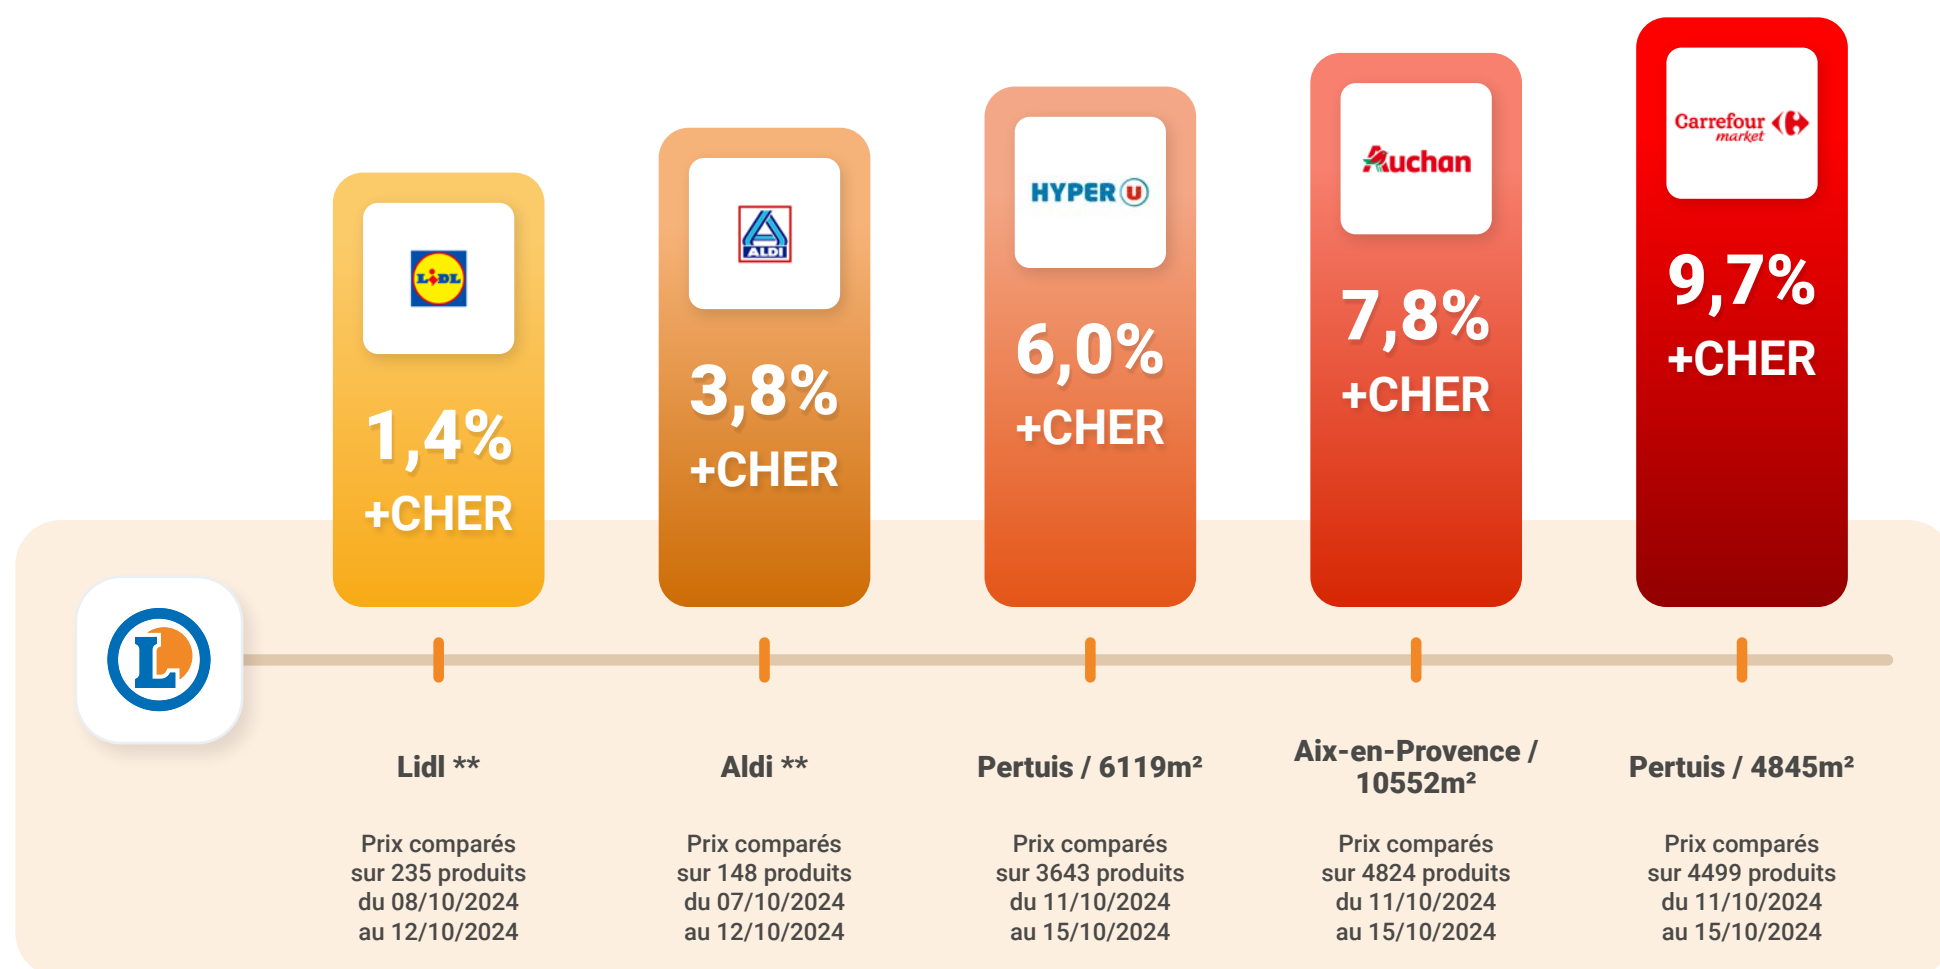 LIDL
1,4%
+CHER
ALDI
3,8%
+CHER
HYPER U
6,0%
+CHER
Auchan
7,8%
+CHER
Carrefour
market
9,7%
+CHER
L
Lidl **
Prix comparés
sur 235 produits
du 08/10/2024
au 12/10/2024
Aldi **
Prix comparés
sur 148 produits
du 07/10/2024
au 12/10/2024
Pertuis / 6119m²
Prix comparés
sur 3643 produits
du 11/10/2024
au 15/10/2024
Aix-en-Provence /
10552m²
Prix comparés
sur 4824 produits
du 11/10/2024
au 15/10/2024
Pertuis / 4845m²
Prix comparés
sur 4499 produits
du 11/10/2024
au 15/10/2024